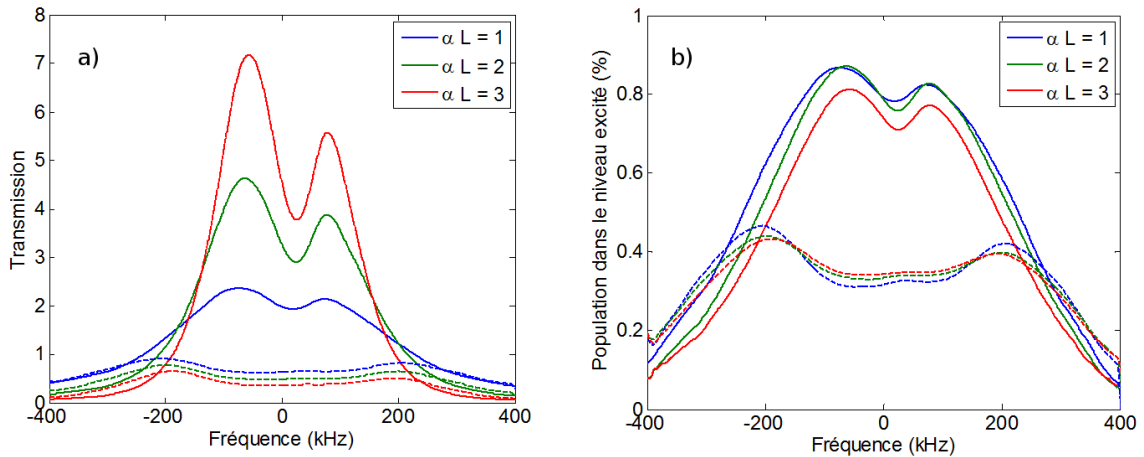 a)
α L = 1
α L = 2
α L = 3
Transmission
8
7
6
5
4
3
2
1
0
-400
-200
0
200
400
Fréquence (kHz)
b)
α L = 1
α L = 2
α L = 3
Population dans le niveau excité (%)
1
0.8
0.6
0.4
0.2
0
-400
-200
0
200
400
Fréquence (kHz)